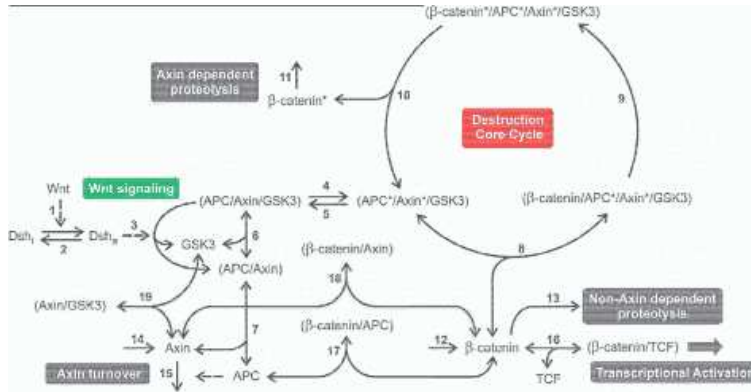 (β-catenin*/APC*/Axin*/GSK3)
Axin dependent
proteolysis
11
β-catenin*
10
9
Destruction
Core Cycle
Wnt
Wnt signaling
1
(APC/Axin/GSK3)
4
5
(APC*/Axin*/GSK3)
(β-catenin/APC*/Axin*/GSK3)
Dshi
2
Dsha
3
GSK3
6
(β-catenin/Axin)
8
(APC/Axin)
18
(Axin/GSK3)
19
13
Non-Axin dependent
proteolysis
7
(β-catenin/APC)
14
Axin
17
12
β-catenin
16
(β-catenin/TCF)
Axin turnover
15
APC
TCF
Transcriptional Activation